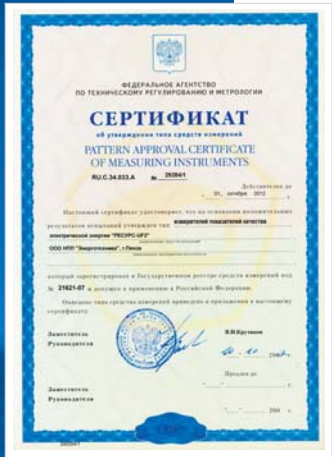 ФЕДЕРАЛЬНОЕ АГЕНТСТВО
ПО ТЕХНИЧЕСКОМУ РЕГУЛИРОВАНИЮ И МЕТРОЛОГИИ
СЕРТИФИКАТ
об утверждении типа средств измерений
PATTERN APPROVAL CERTIFICATE
OF MEASURING INSTRUMENTS
RU.C.34.033.A № 29284/1
Действителен до
" 01 " октября 2012 г.
Настоящий сертификат удостоверяет, что на основании положительных
результатов испытаний утвержден тип измерителей показателей качества
электрической энергии "РЕСУРС-UF2"
ООО НПП "Энерготехника", г.Пенза
который зарегистрирован в Государственном реестре средств измерений под
№ 21621-07 и допущен к применению в Российской Федерации.
Описание типа средства измерений приведено в приложении к настоящему
сертификату.
Заместитель
Руководителя
В.Н.Крутиков
Продлен до
" " г.
Заместитель
Руководителя
" " 200 г.
29284/1